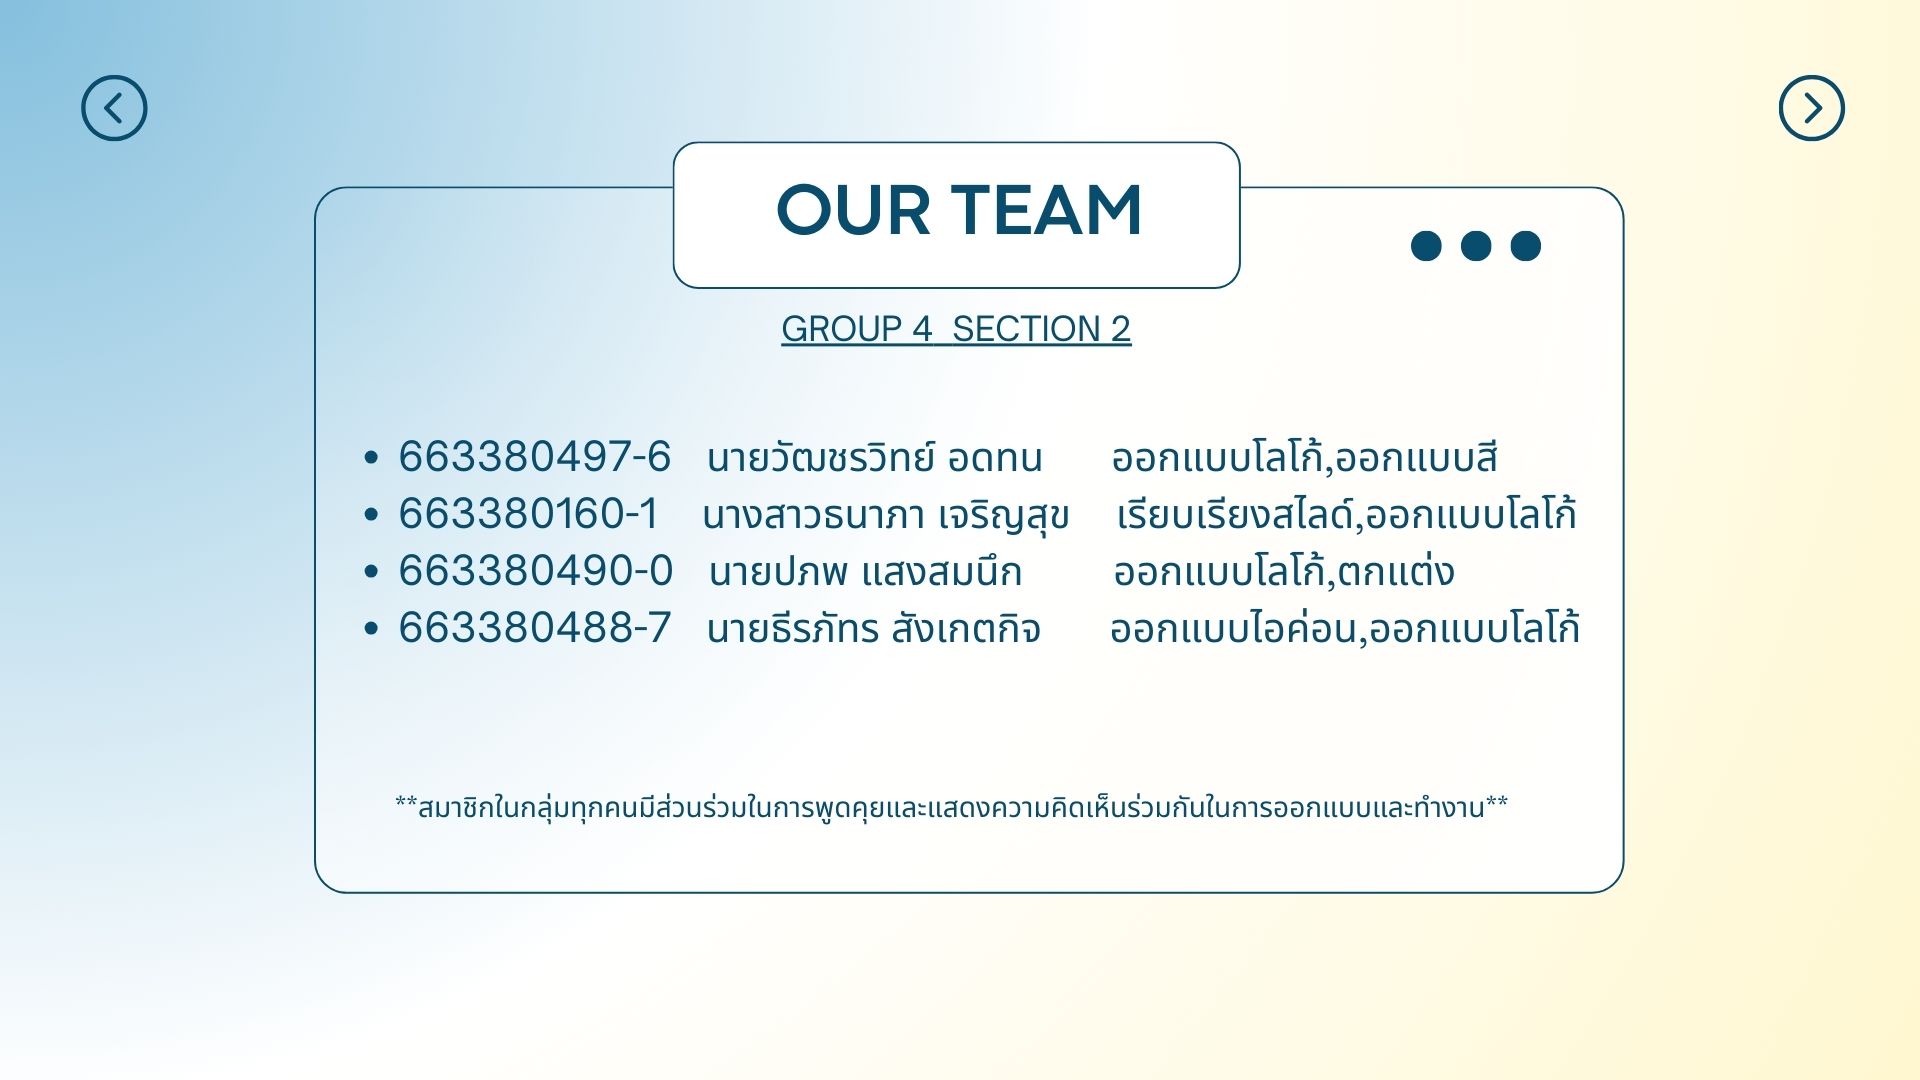 OUR TEAM
GROUP 4  SECTION 2
• 663380497-6 นายวัฒชรวิทย์ อดทน ออกแบบโลโก้,ออกแบบสี
• 663380160-1 นางสาวธนาภา เจริญสุข เรียบเรียงสไลด์,ออกแบบโลโก้
• 663380490-0 นายปภพ แสงสมนึก ออกแบบโลโก้,ตกแต่ง
• 663380488-7 นายธีรภัทร สังเกตกิจ ออกแบบไอค่อน,ออกแบบโลโก้
**สมาชิกในกลุ่มทุกคนมีส่วนร่วมในการพูดคุยและแสดงความคิดเห็นร่วมกันในการออกแบบและทำงาน**